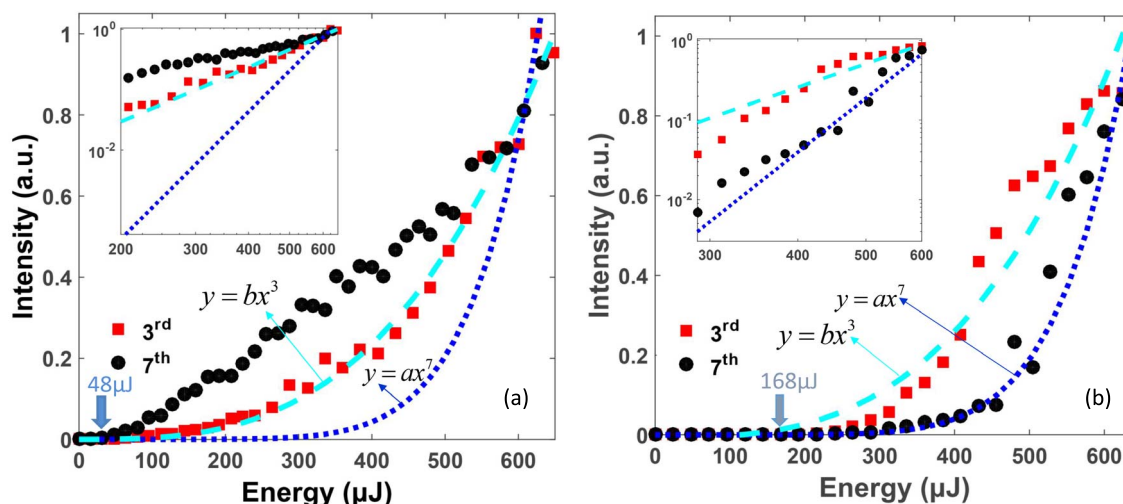 1
0.8
0.6
0.4
0.2
0
Intensity (a.u.)
10^0
10^-2
200 300 400 500 600
y = bx^3
y = ax^7
3rd
7th
48μJ
(a)
0 100 200 300 400 500 600
Energy (μJ)
1
0.8
0.6
0.4
0.2
0
Intensity (a.u.)
10^0
10^-1
10^-2
300 400 500 600
y = ax^7
y = bx^3
3rd
7th
168μJ
(b)
0 100 200 300 400 500 600
Energy (μJ)